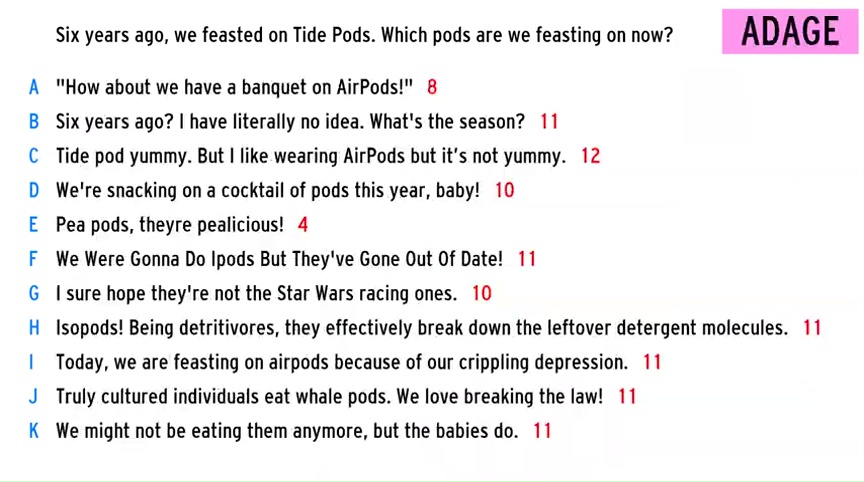 Six years ago, we feasted on Tide Pods. Which pods are we feasting on now?
ADAGE
A "How about we have a banquet on AirPods!" 8
B Six years ago? I have literally no idea. What's the season? 11
C Tide pod yummy. But I like wearing AirPods but it’s not yummy. 12
D We're snacking on a cocktail of pods this year, baby! 10
E Pea pods, theyre pealicious! 4
F We Were Gonna Do Ipods But They've Gone Out Of Date! 11
G I sure hope they're not the Star Wars racing ones. 10
H Isopods! Being detritivores, they effectively break down the leftover detergent molecules. 11
I Today, we are feasting on airpods because of our crippling depression. 11
J Truly cultured individuals eat whale pods. We love breaking the law! 11
K We might not be eating them anymore, but the babies do. 11